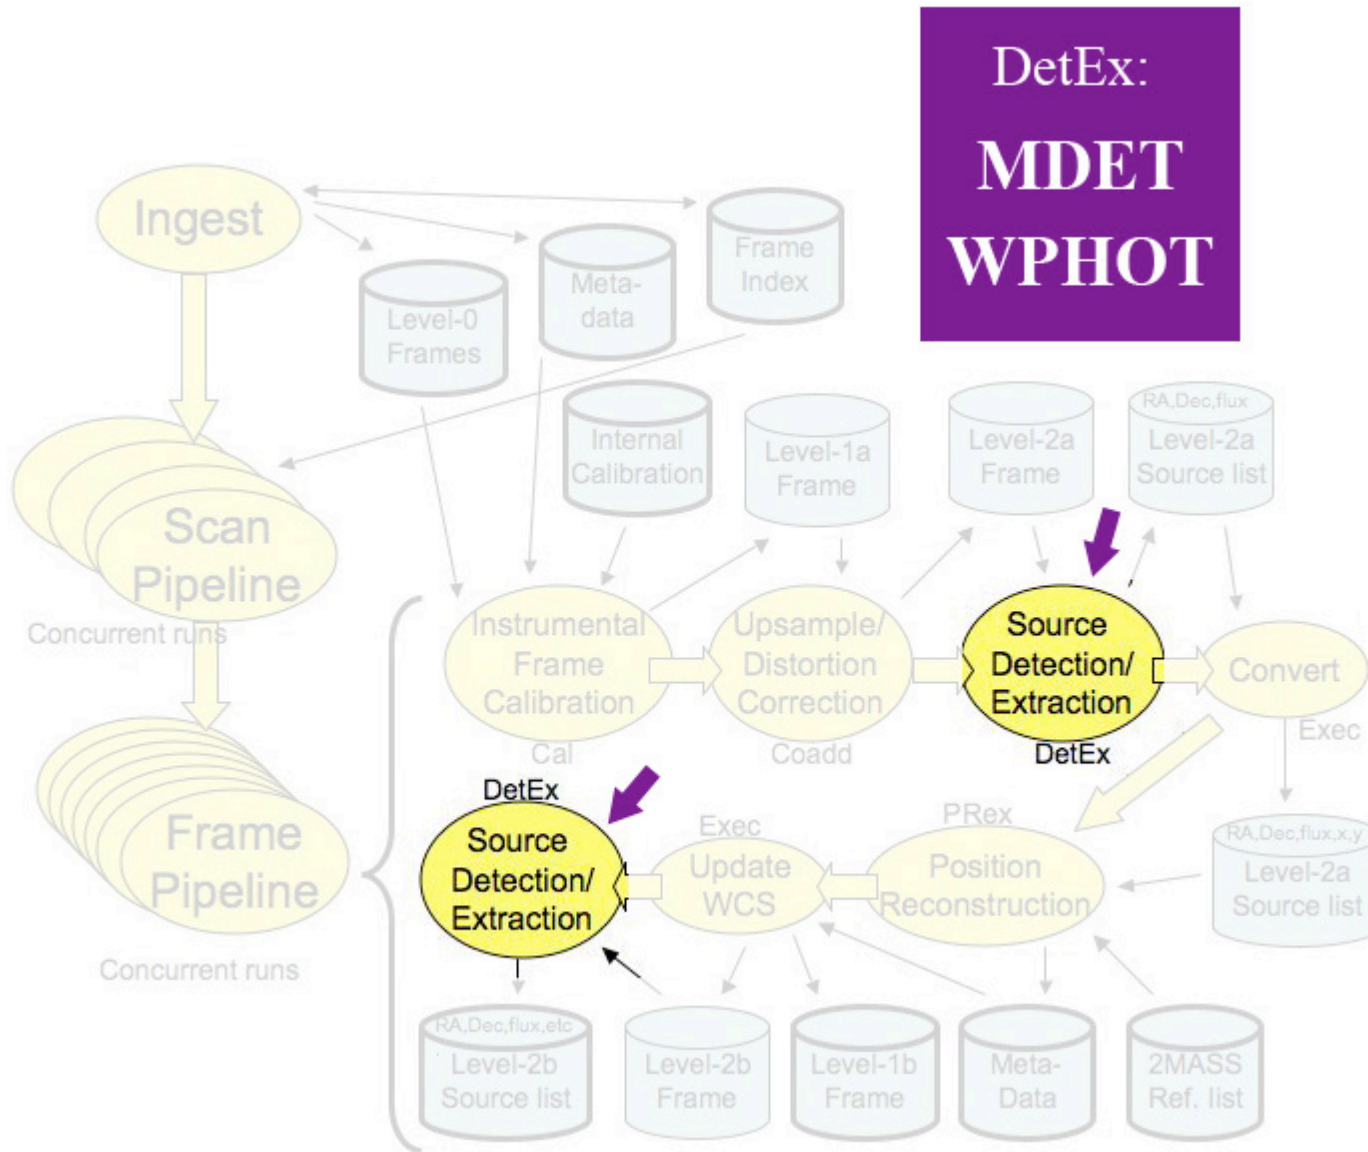 DetEx:
MDET
WPHOT
Ingest
Level-0
Frames
Meta-
data
Frame
Index
Scan
Pipeline
Concurrent runs
Internal
Calibration
Level-1a
Frame
Level-2a
Frame
RA,Dec,flux
Level-2a
Source list
Instrumental
Frame
Calibration
Cal
Upsample/
Distortion
Correction
Coadd
Source
Detection/
Extraction
DetEx
Convert
Exec
Frame
Pipeline
Concurrent runs
DetEx
Source
Detection/
Extraction
Exec
Update
WCS
PRex
Position
Reconstruction
RA,Dec,flux,x,y
Level-2a
Source list
RA,Dec,flux,etc
Level-2b
Source list
Level-2b
Frame
Level-1b
Frame
Meta-
Data
2MASS
Ref. list